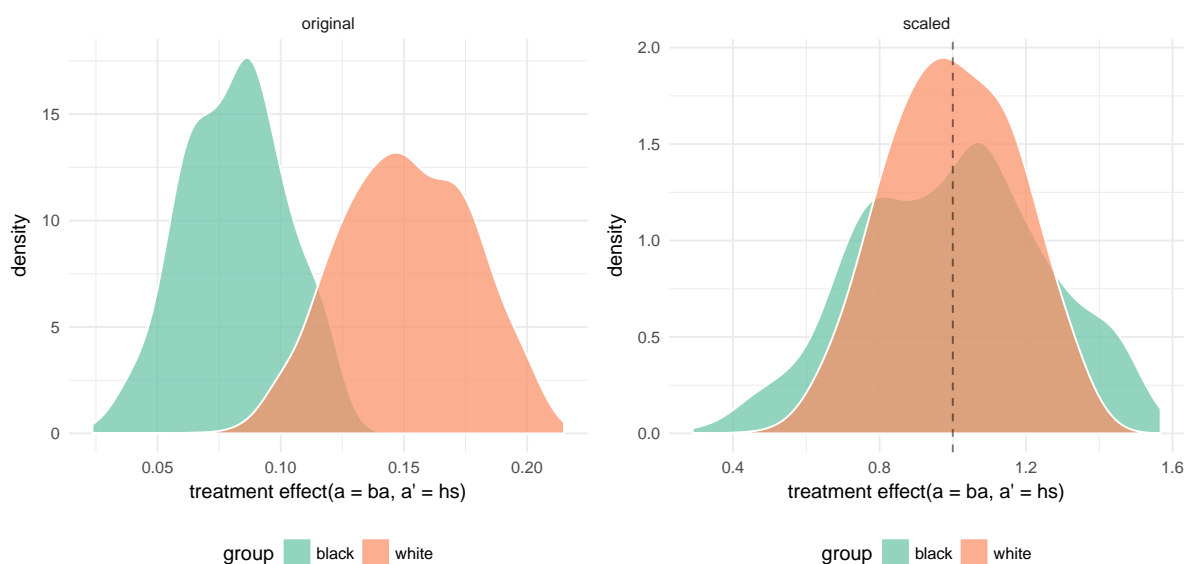 original
15
10
5
0
density
0.05 0.10 0.15 0.20
treatment effect(a = ba, a' = hs)
group black white
scaled
2.0
1.5
1.0
0.5
0.0
density
0.4 0.8 1.2 1.6
treatment effect(a = ba, a' = hs)
group black white